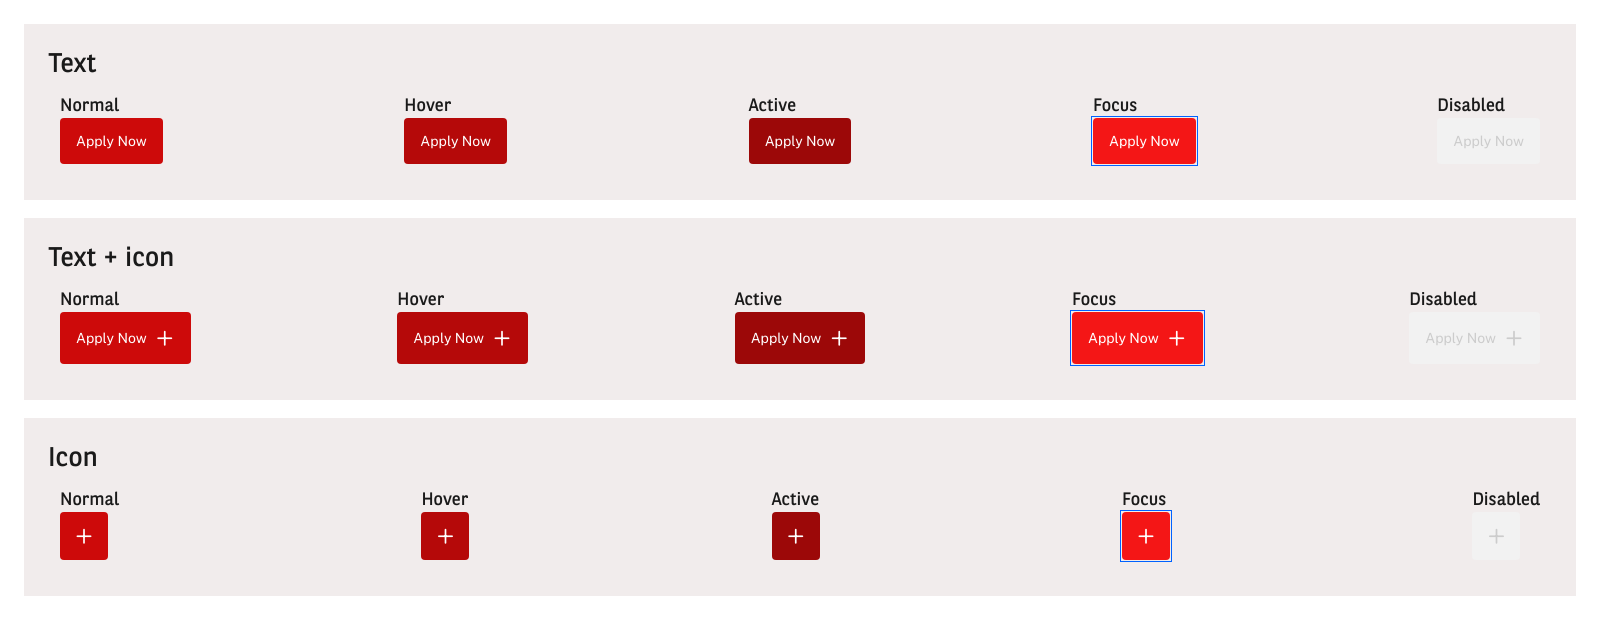 Text
Normal Hover Active Focus Disabled
Apply Now Apply Now Apply Now Apply Now Apply Now
Text + icon
Normal Hover Active Focus Disabled
Apply Now + Apply Now + Apply Now + Apply Now + Apply Now +
Icon
Normal Hover Active Focus Disabled
+ + + + +